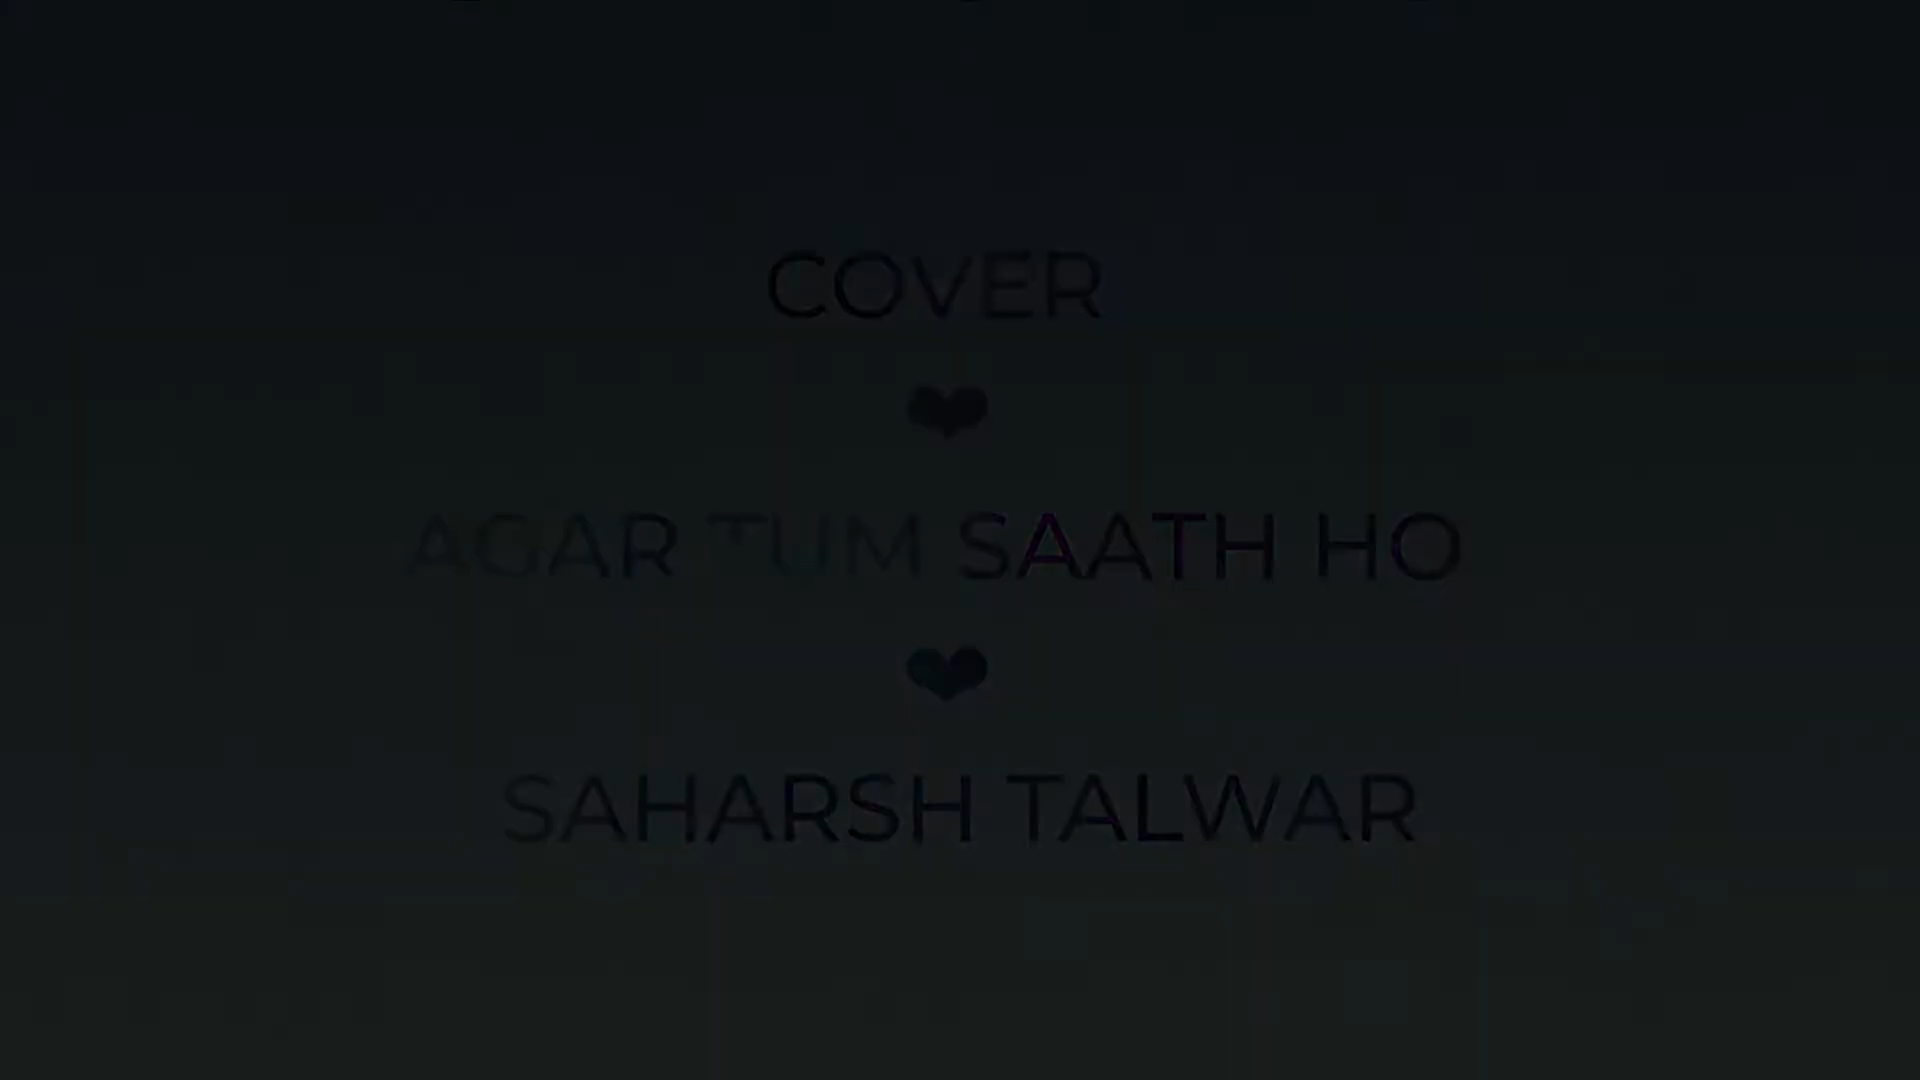 COVER
❤
AGAR TUM SAATH HO
❤
SAHARSH TALWAR